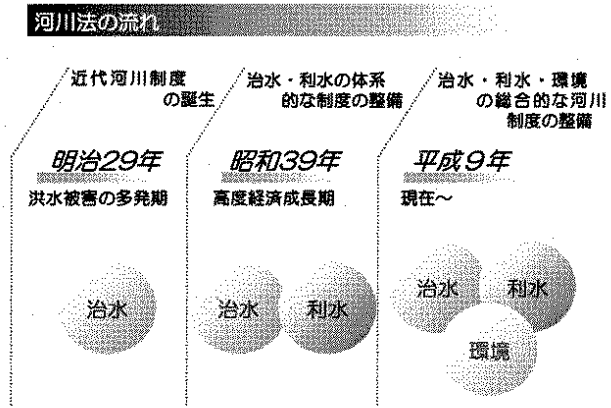 河川法の流れ
近代河川制度
の誕生
明治29年
洪水被害の多発期
治水
治水・利水の体系
的な制度の整備
昭和39年
高度経済成長期
治水
利水
治水・利水・環境
の総合的な河川
制度の整備
平成9年
現在～
治水
利水
環境